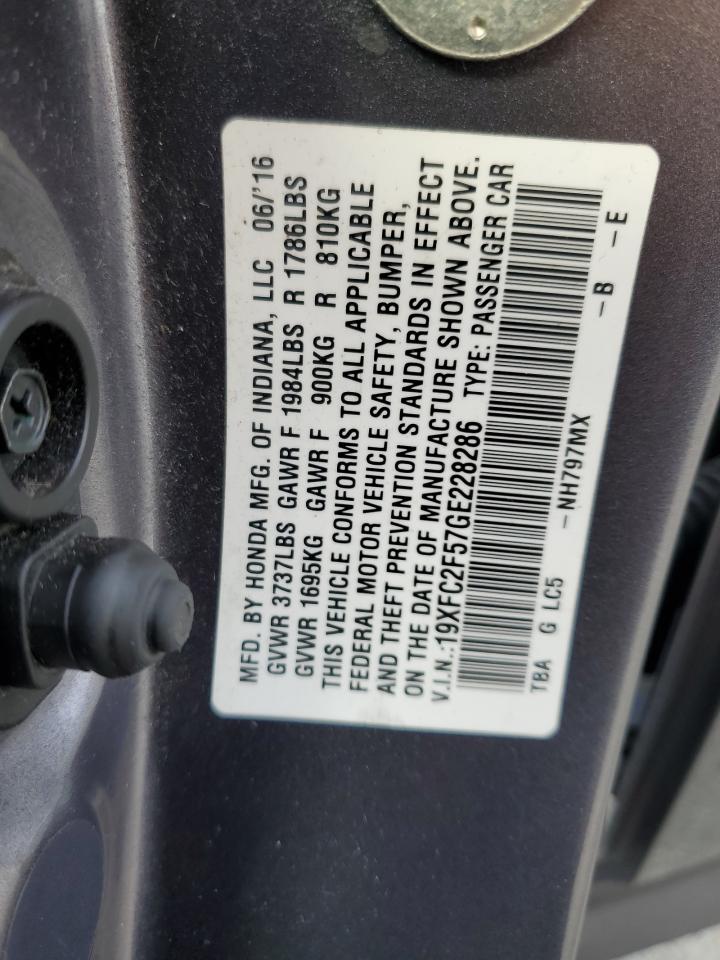 MFD. BY HONDA MFG. OF INDIANA, LLC 06/'16
GVWR 3737LBS GAWR F 1984LBS R 1786LBS
GVWR 1695KG GAWR F 900KG R 810KG
THIS VEHICLE CONFORMS TO ALL APPLICABLE
FEDERAL MOTOR VEHICLE SAFETY, BUMPER,
AND THEFT PREVENTION STANDARDS IN EFFECT
ON THE DATE OF MANUFACTURE SHOWN ABOVE.
V.I.N.:19XFC2F57GE228286 TYPE: PASSENGER CAR
TBA G LC5 -NH797MX -B -E